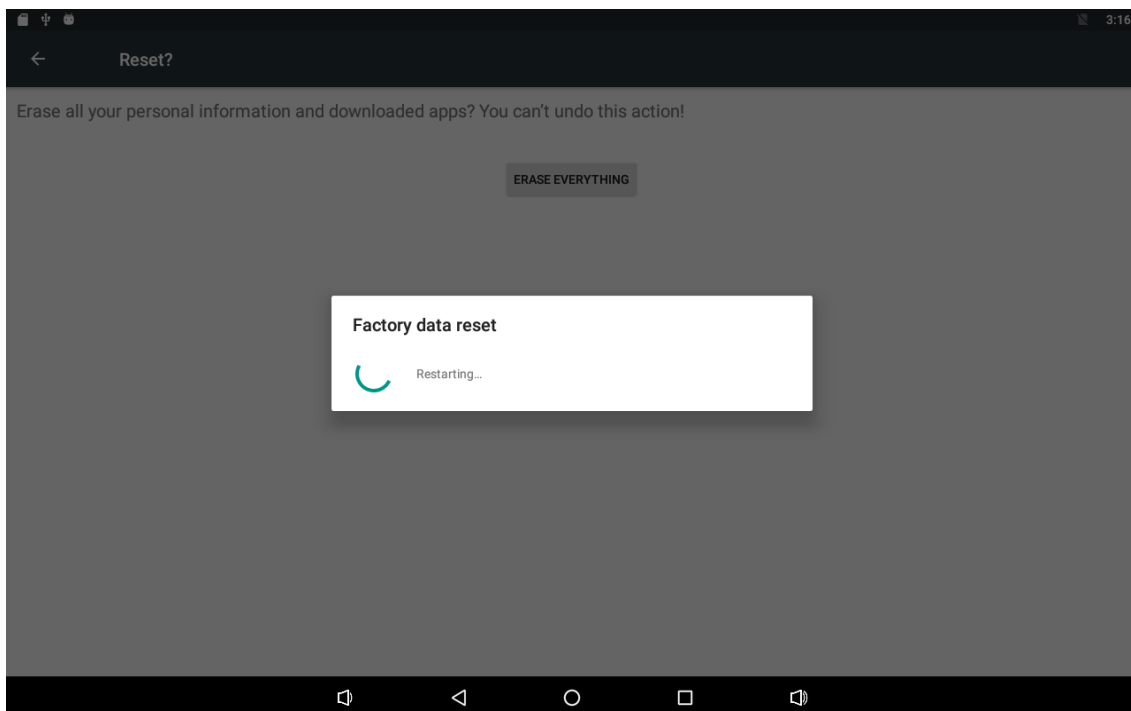 3:16
Reset?
Erase all your personal information and downloaded apps? You can't undo this action!
ERASE EVERYTHING
Factory data reset
Restarting…